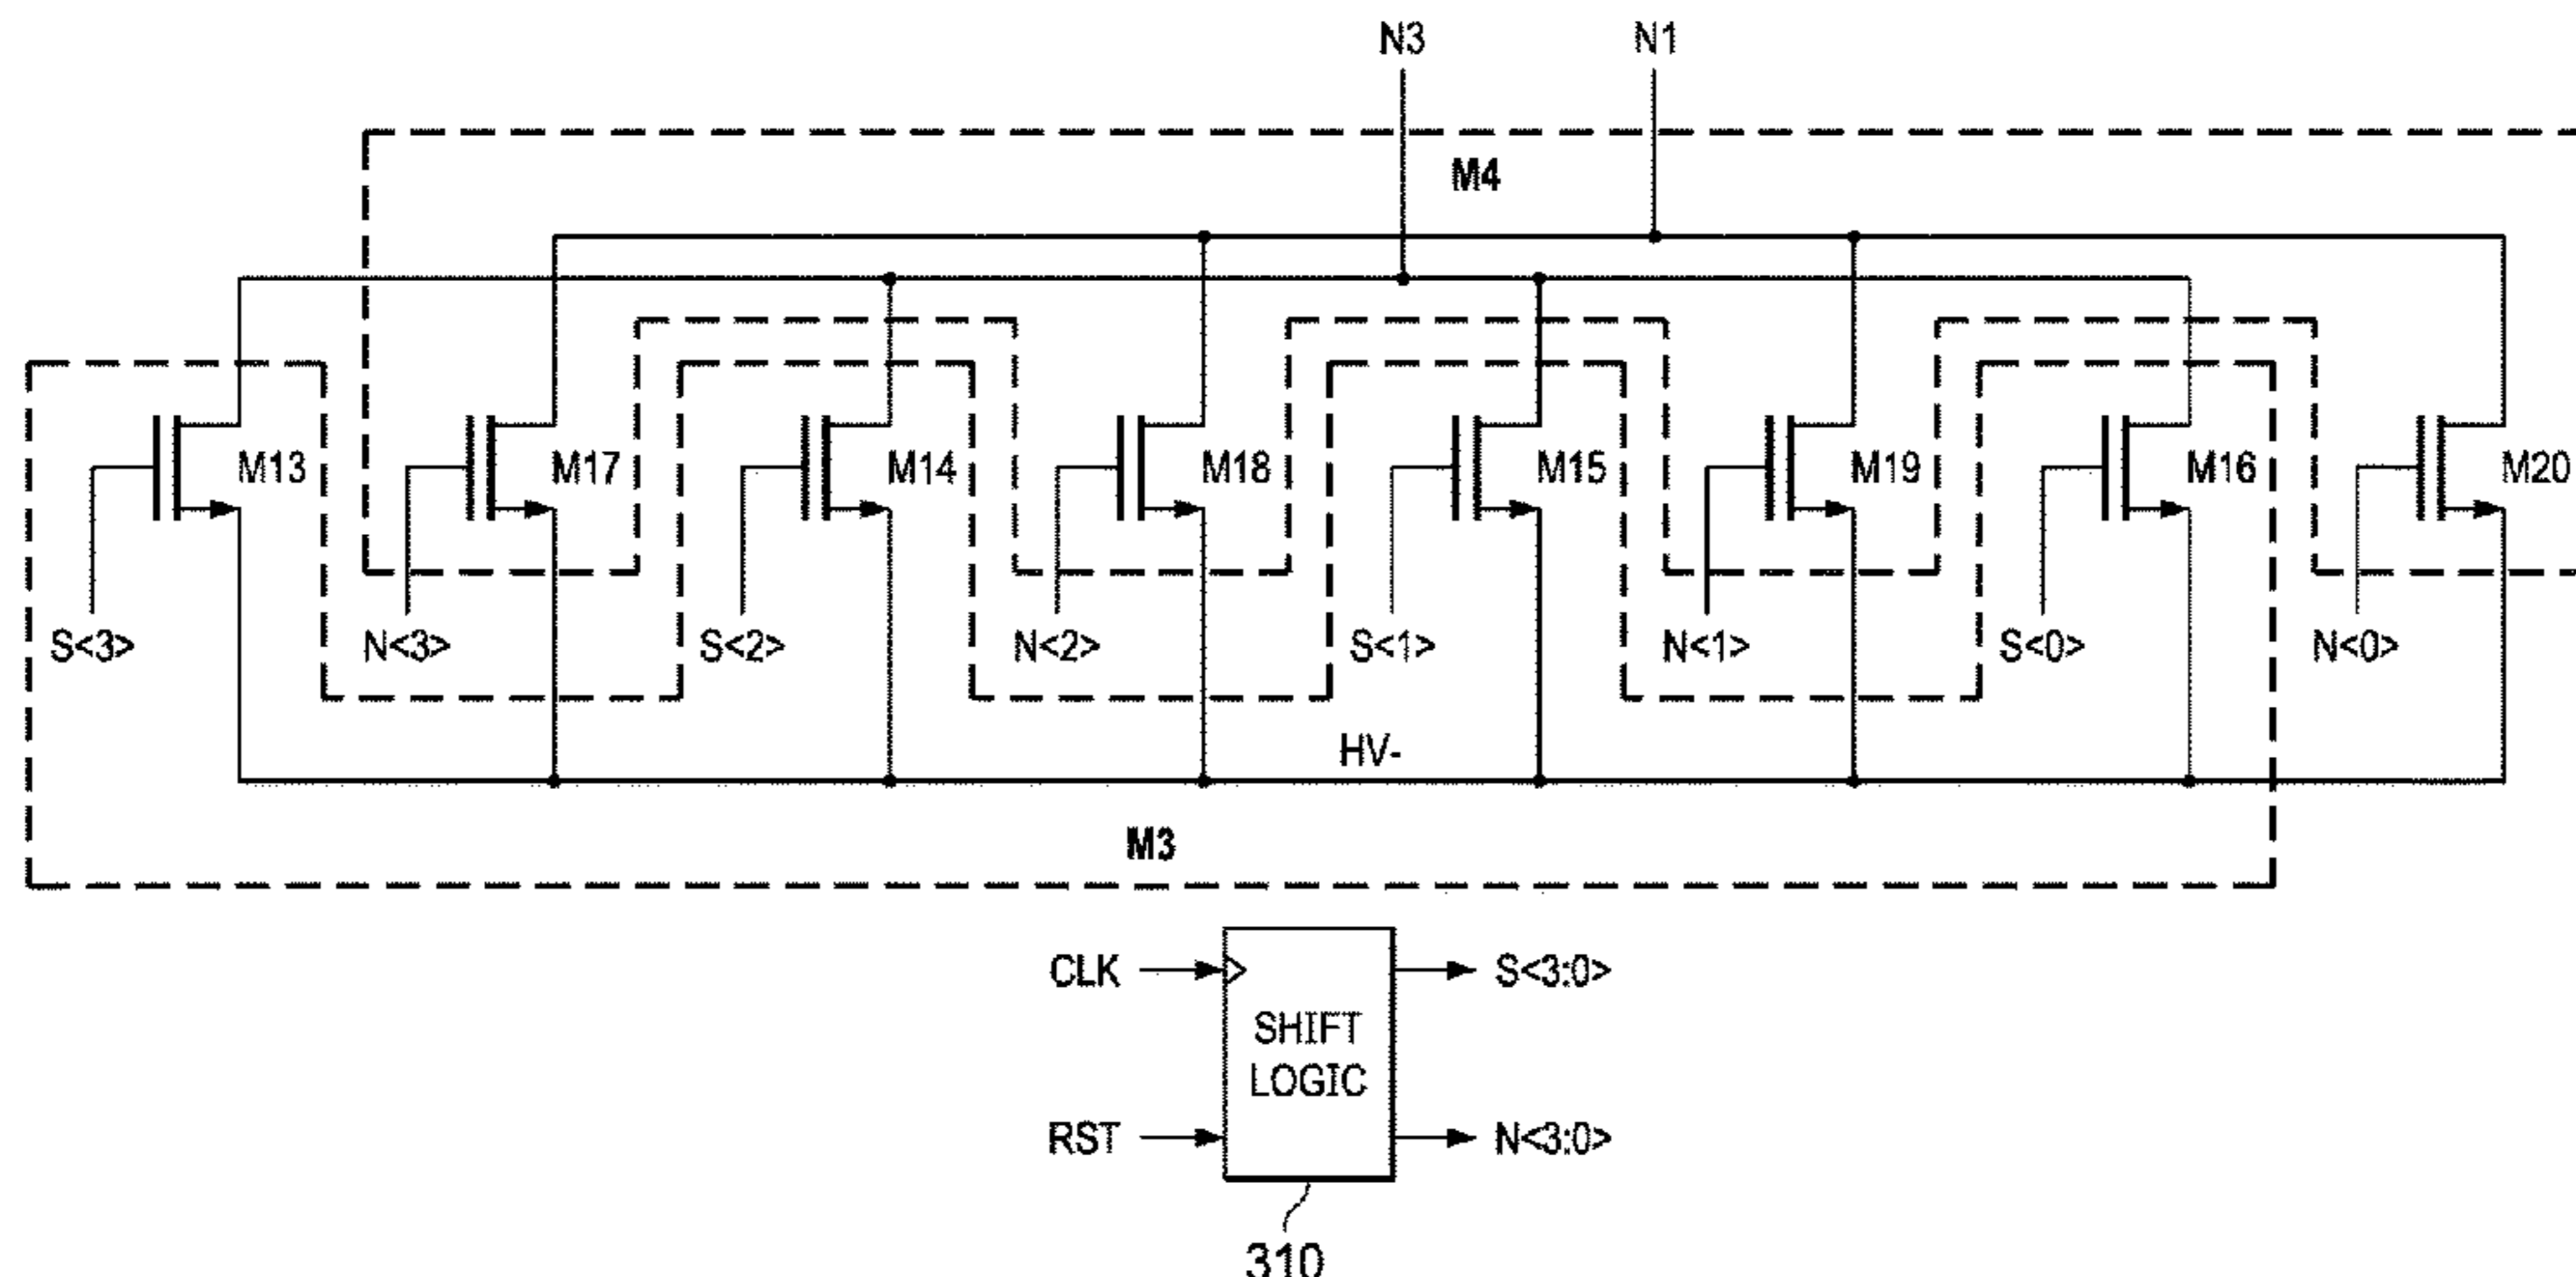 N3 N1
M4
M13 M17 M14 M18 M15 M19 M16 M20
S<3> N<3> S<2> N<2> S<1> N<1> S<0> N<0>
HV-
M3
CLK S<3:0>
SHIFT
LOGIC
RST N<3:0>
310